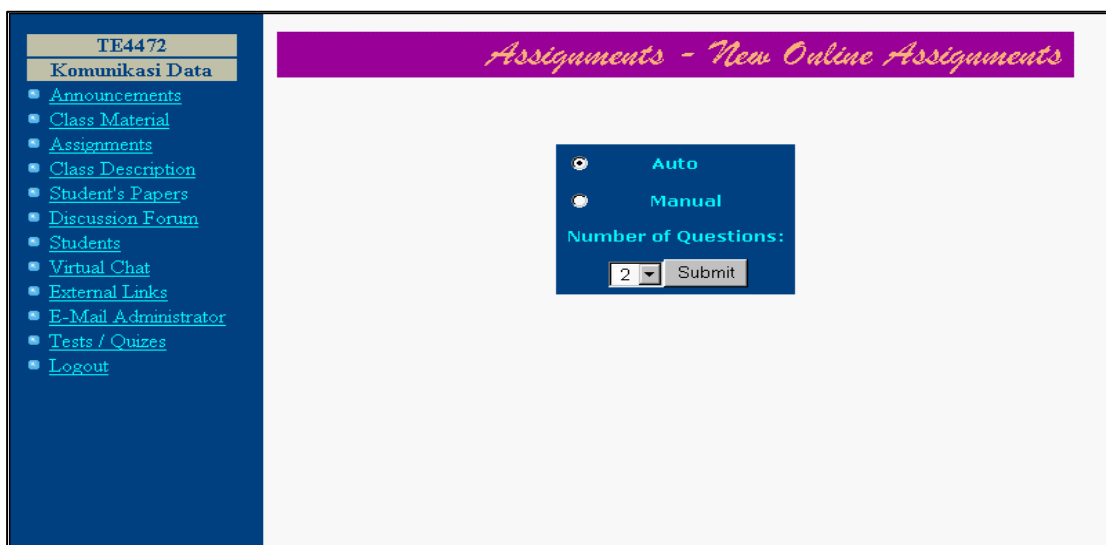 TE4472
Komunikasi Data
Announcements
Class Material
Assignments
Class Description
Student's Papers
Discussion Forum
Students
Virtual Chat
External Links
E-Mail Administrator
Tests / Quizes
Logout
Assignments - New Online Assignments
Auto
Manual
Number of Questions:
2 Submit